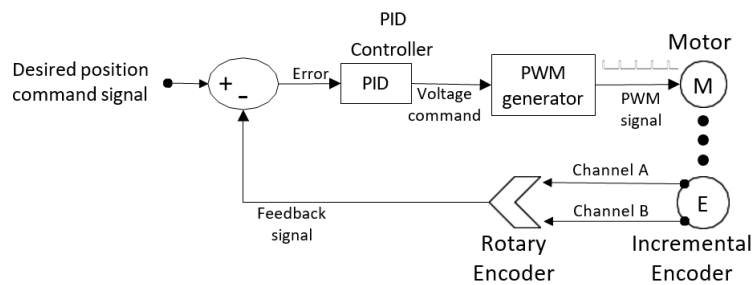 PID
Controller
Motor
Desired position
command signal
+
-
Error
PID
Voltage
command
PWM
generator
PWM
signal
M
Channel A
Channel B
E
Feedback
signal
Rotary
Encoder
Incremental
Encoder